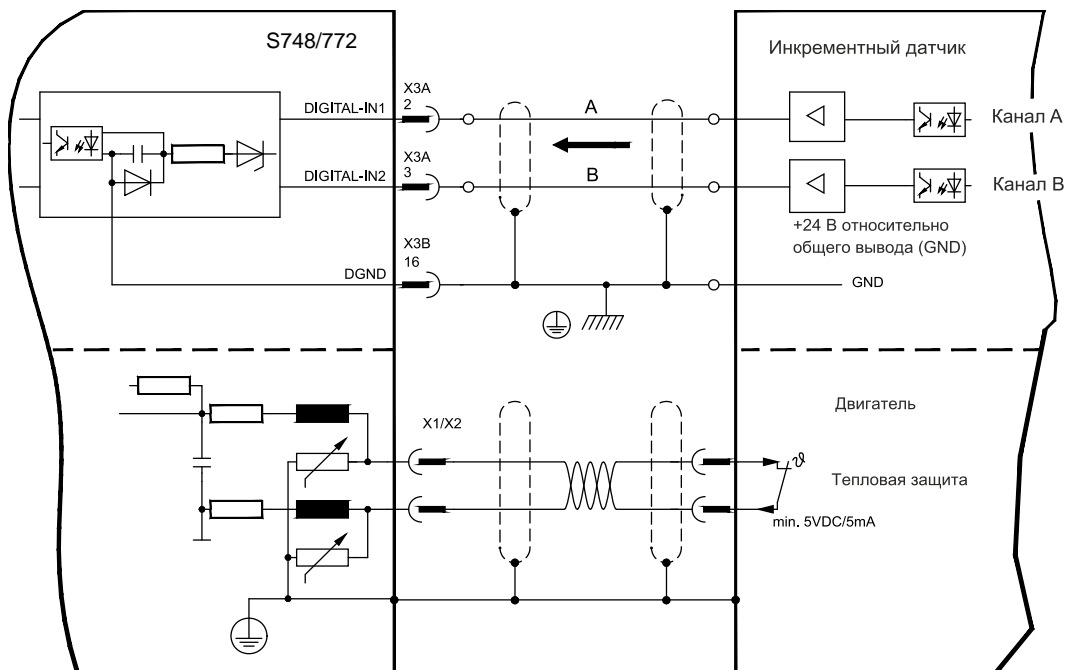 S748/772
Инкрементный датчик
X3A
2
DIGITAL-IN1
A
Канал A
X3A
3
DIGITAL-IN2
B
Канал B
+24 В относительно
общего вывода (GND)
X3B
16
DGND
GND
Двигатель
X1/X2
ϑ
Тепловая защита
min. 5VDC/5mA